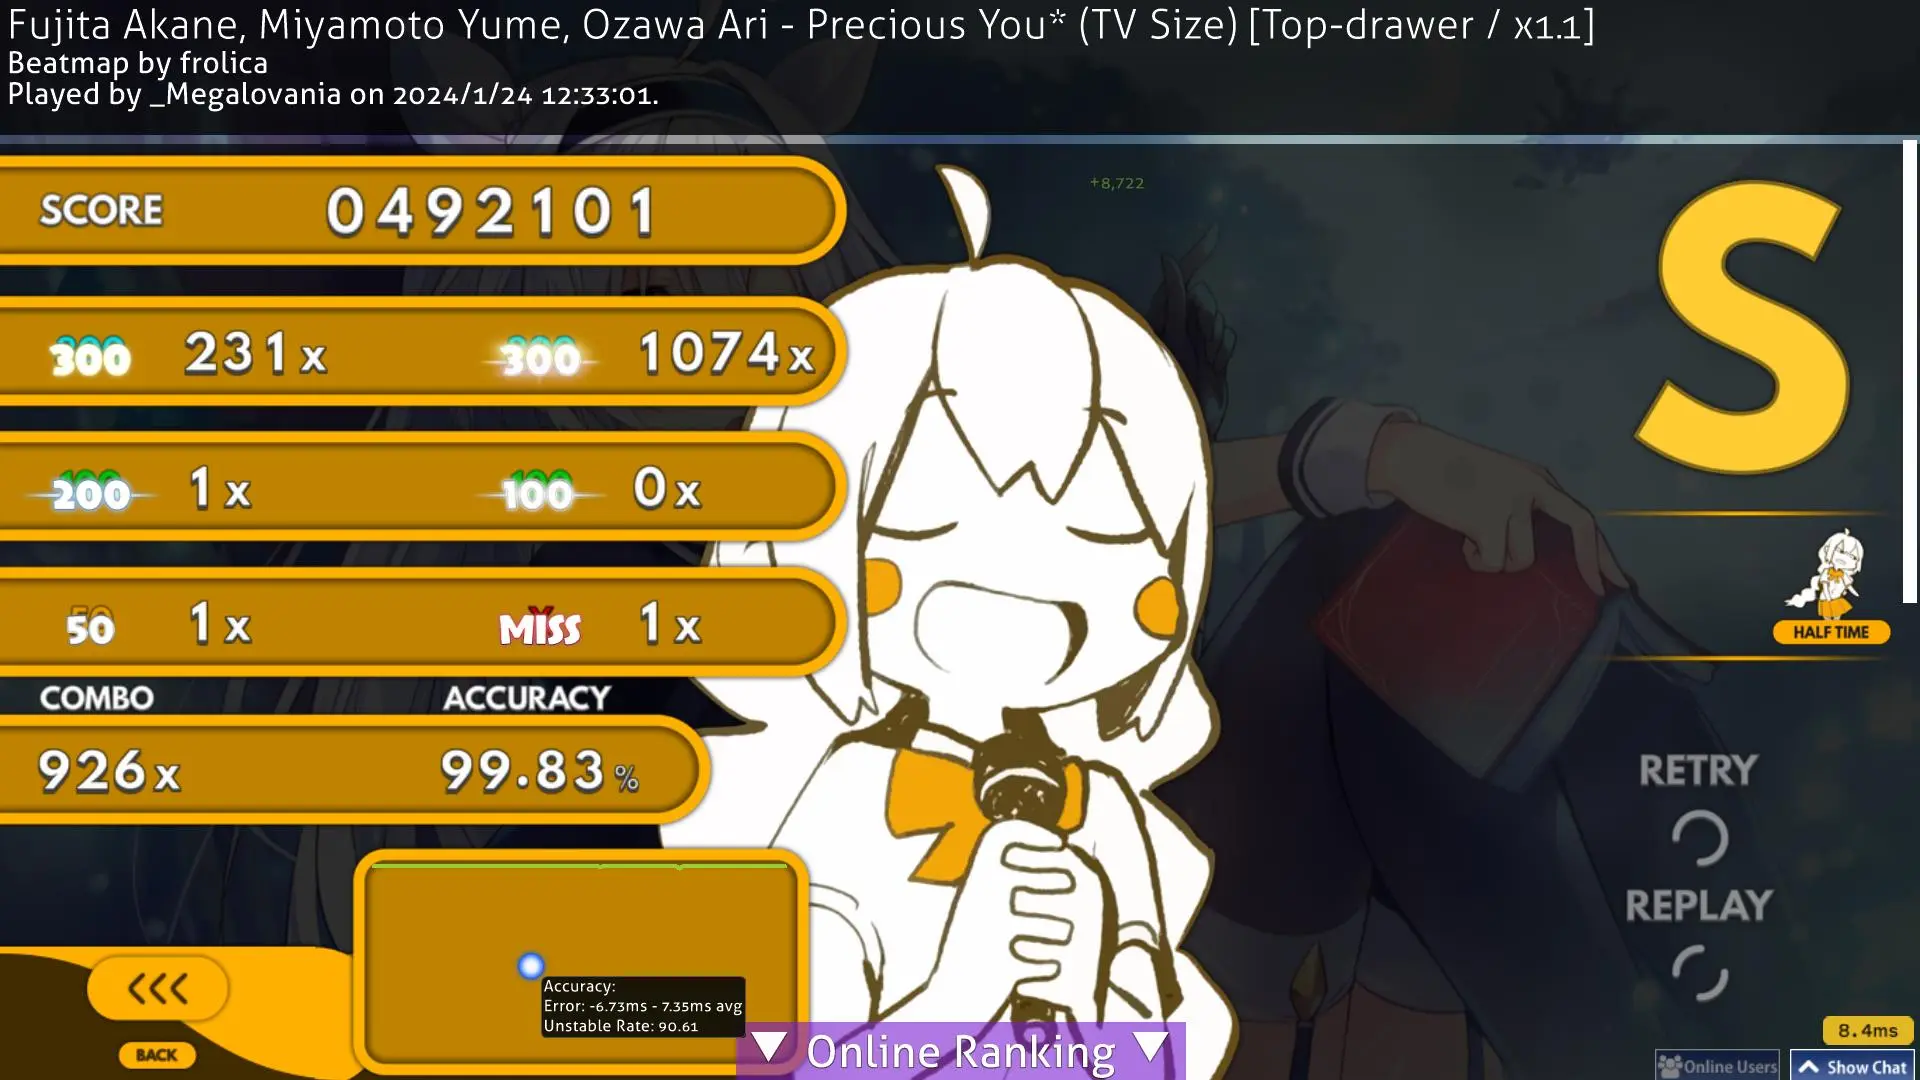 Fujita Akane, Miyamoto Yume, Ozawa Ari - Precious You* (TV Size) [Top-drawer / x1.1]
Beatmap by frolica
Played by _Megalovania on 2024/1/24 12:33:01.
+8,722
SCORE 0492101
S
300 231x 300 1074x
200 1x 100 0x
50 1x MISS 1x
HALF TIME
COMBO ACCURACY
926x 99.83%
RETRY
REPLAY
<<<
BACK
Accuracy:
Error: -6.73ms - 7.35ms avg
Unstable Rate: 90.61
▼ Online Ranking ▼
8.4ms
Online Users
Show Chat